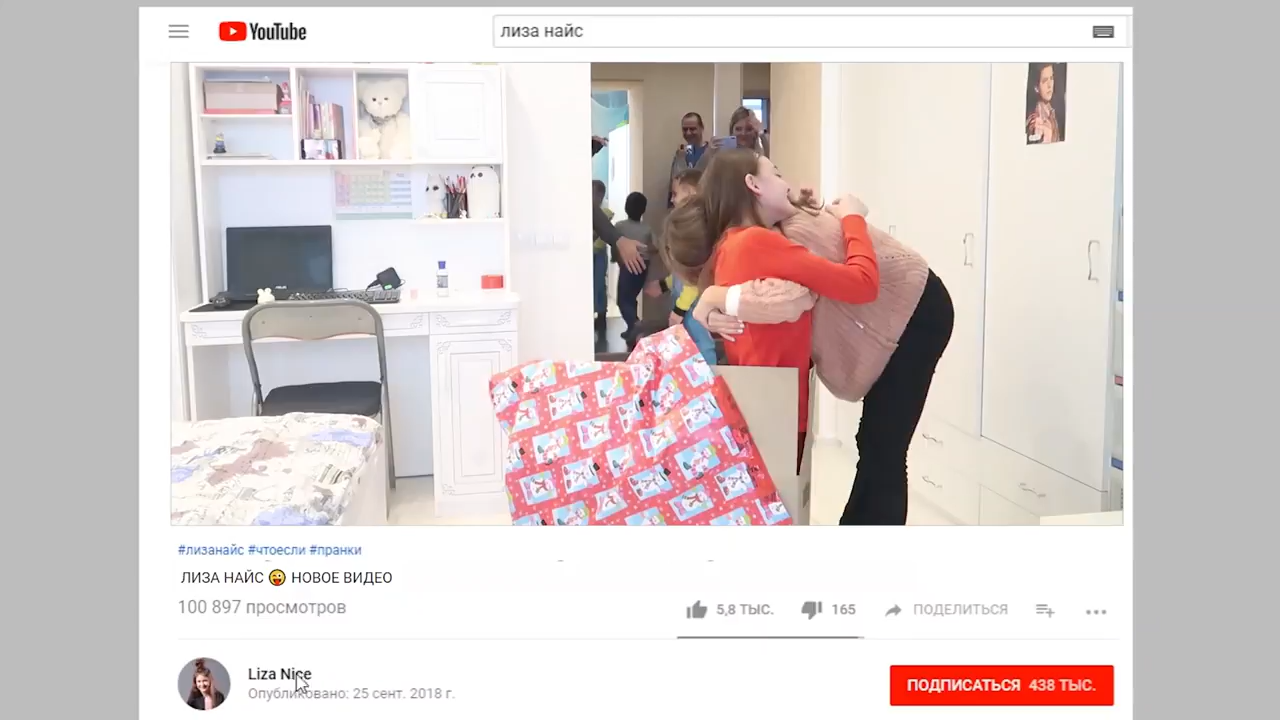 YouTube
лиза найс
#лизанайс #чтоесли #пранки
ЛИЗА НАЙС 😜 НОВОЕ ВИДЕО
100 897 просмотров
5,8 ТЫС. 165 ПОДЕЛИТЬСЯ
Liza Nice
Опубликовано: 25 сент. 2018 г.
ПОДПИСАТЬСЯ 438 ТЫС.